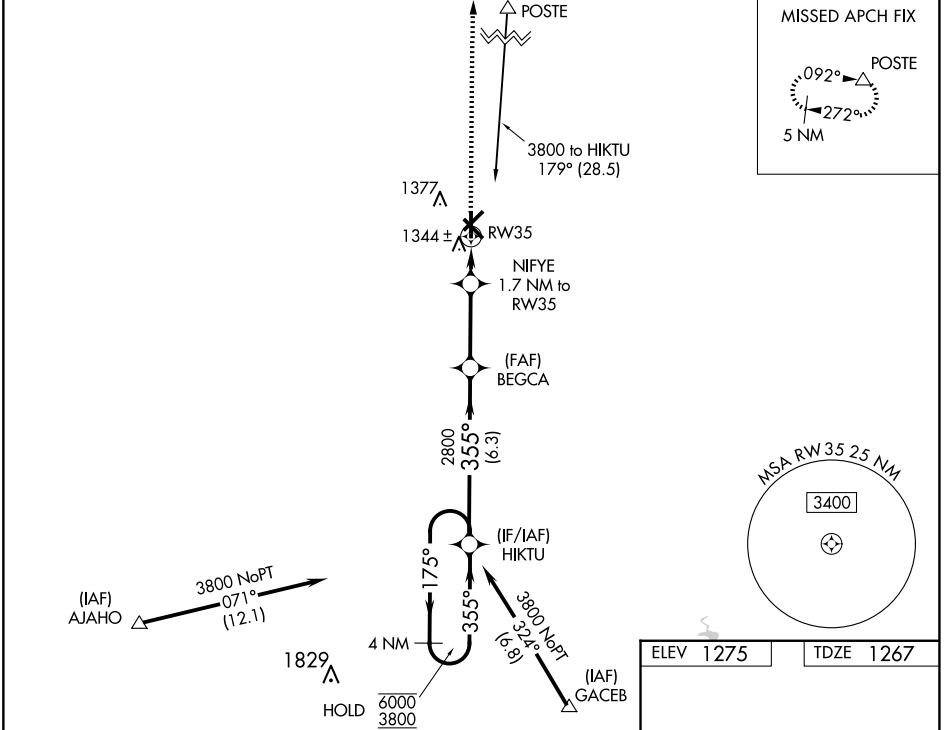 POSTE
MISSED APCH FIX
POSTE
092°
272°
5 NM
3800 to HIKTU
179° (28.5)
1377
1344 ±
RW35
NIFYE
1.7 NM to
RW35
(FAF)
BEGCA
2800
355°
(6.3)
MSA RW35 25 NM
3400
(IF/IAF)
HIKTU
175°
355°
3800 NoPT
071°
(12.1)
(IAF)
AJAHO
3800 NoPT
324°
(6.8)
4 NM
1829
(IAF)
GACEB
HOLD
6000
3800
ELEV 1275
TDZE 1267